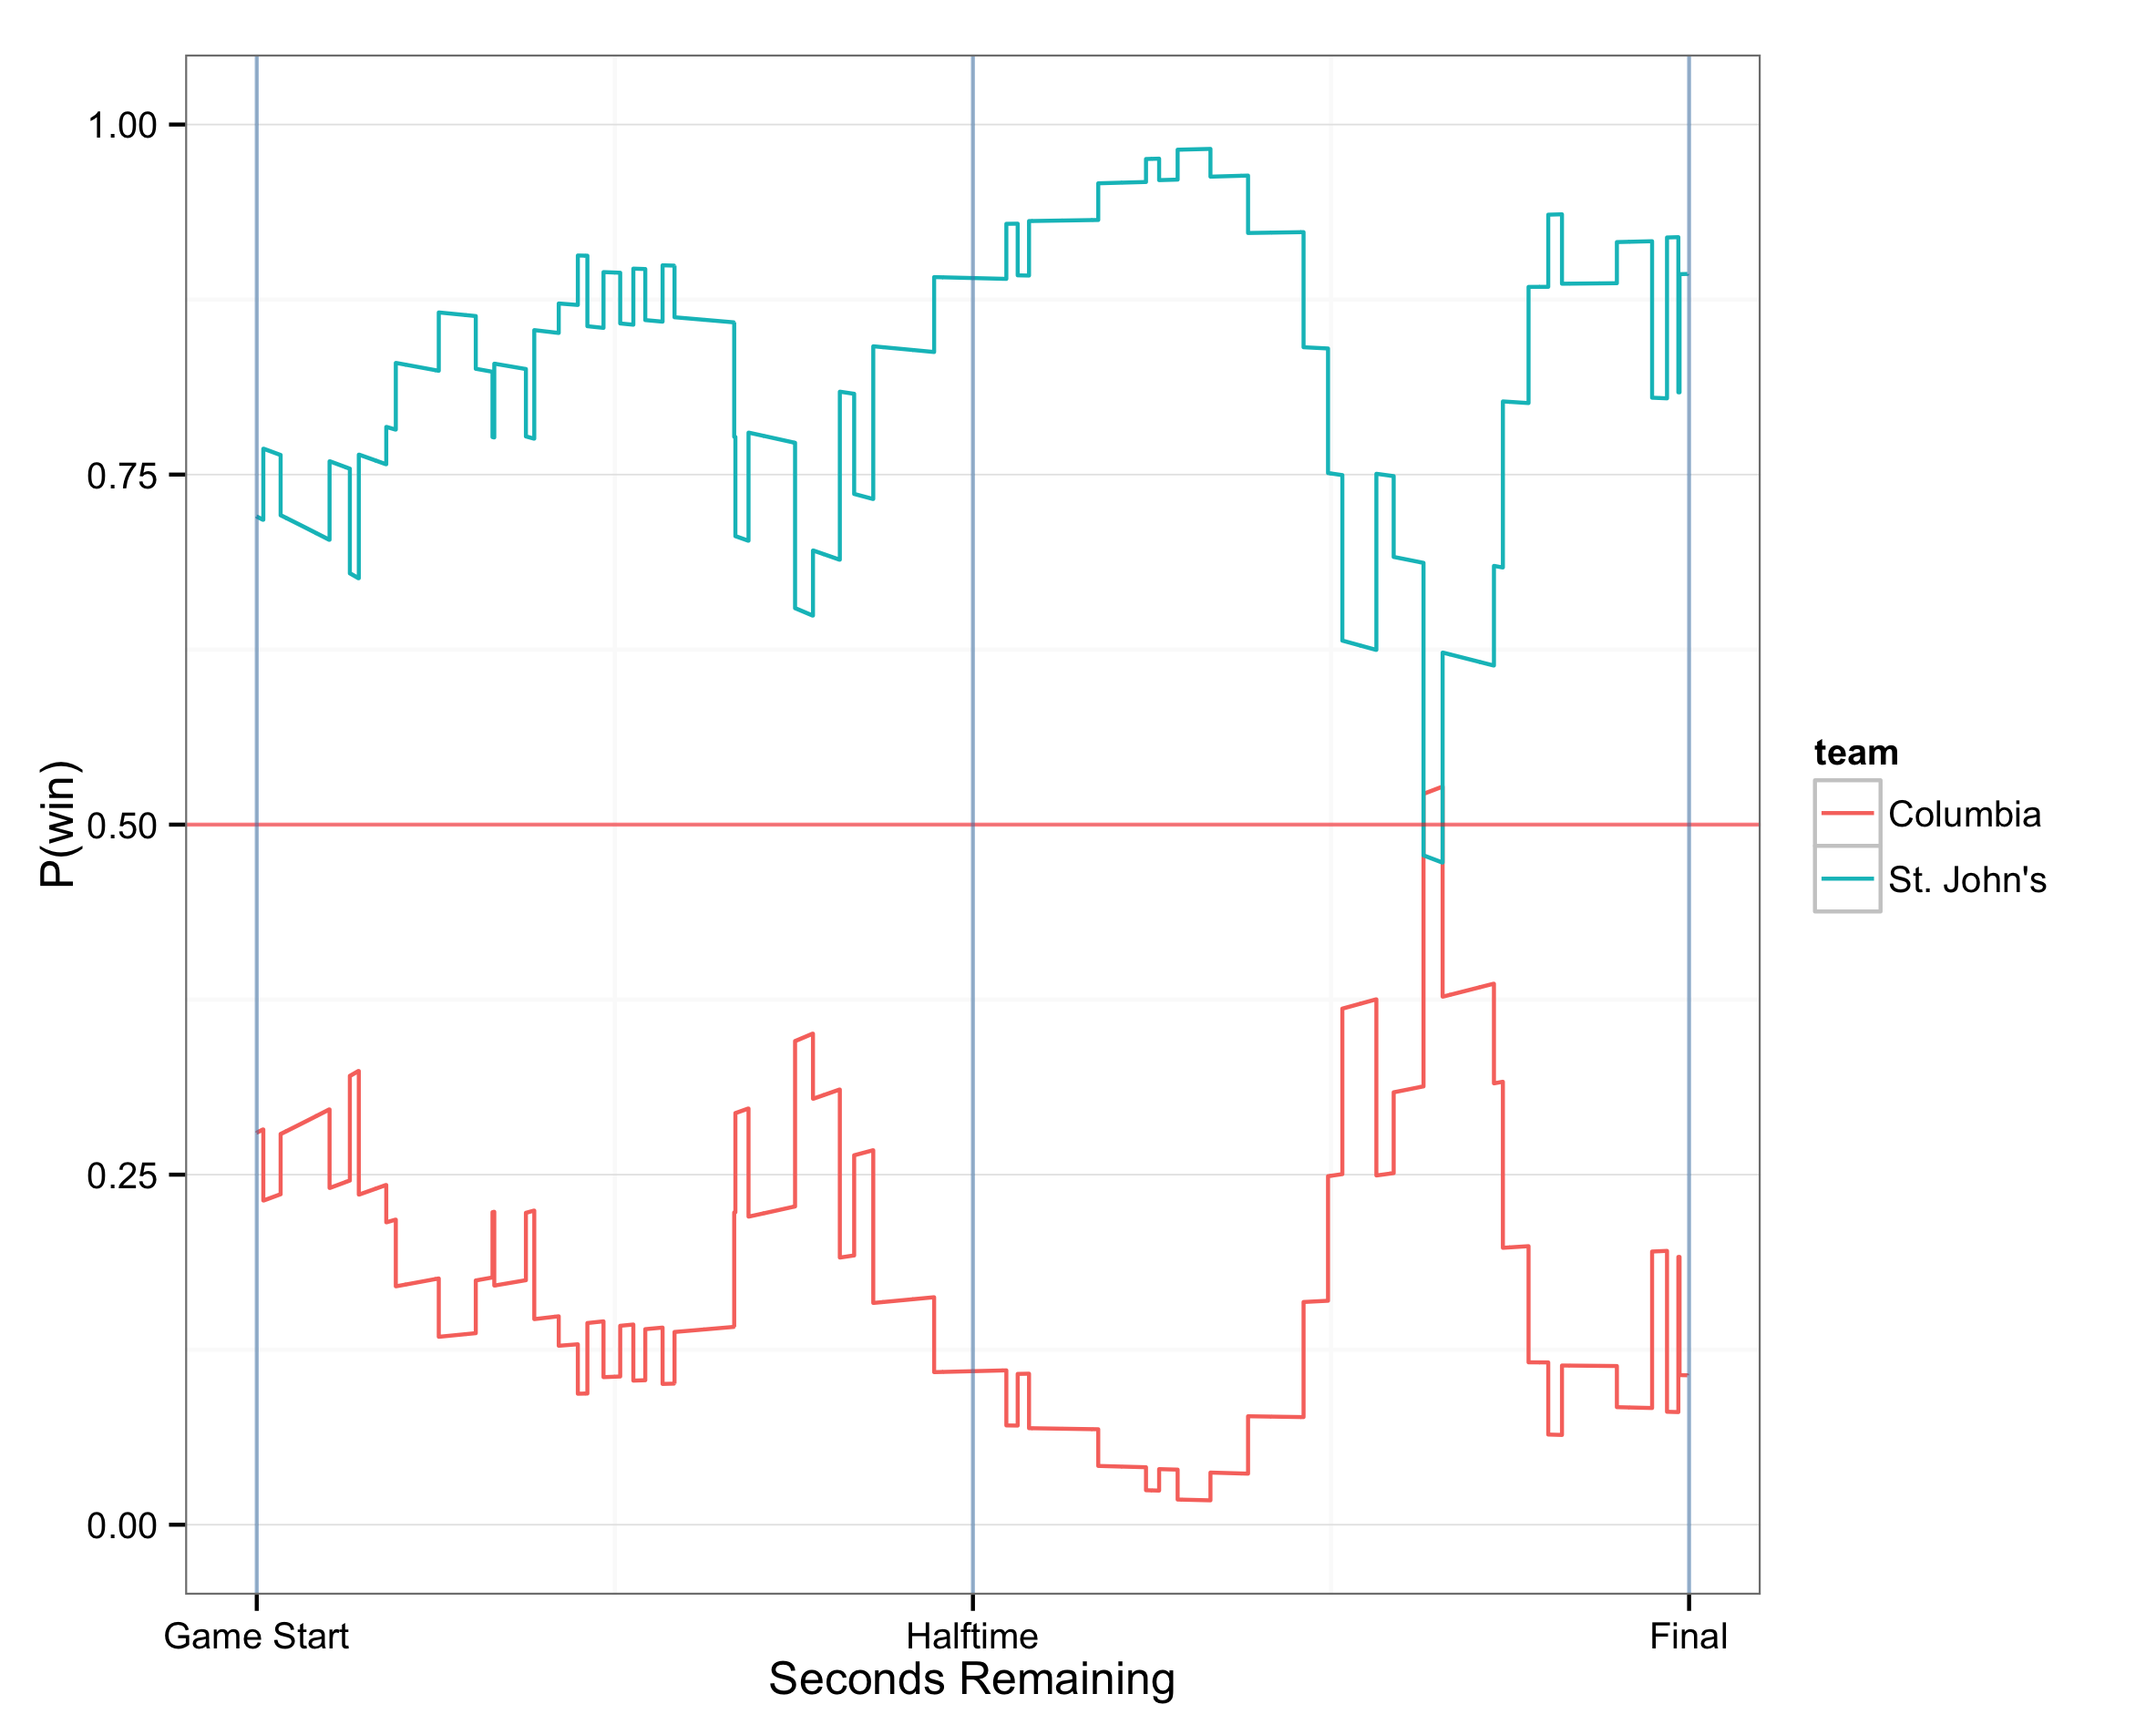 1.00
0.75
0.50
0.25
0.00
P(win)
Game Start
Halftime
Final
Seconds Remaining
team
Columbia
St. John's